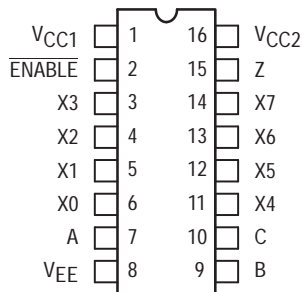 VCC1 1 16 VCC2
ENABLE 2 15 Z
X3 3 14 X7
X2 4 13 X6
X1 5 12 X5
X0 6 11 X4
A 7 10 C
VEE 8 9 B